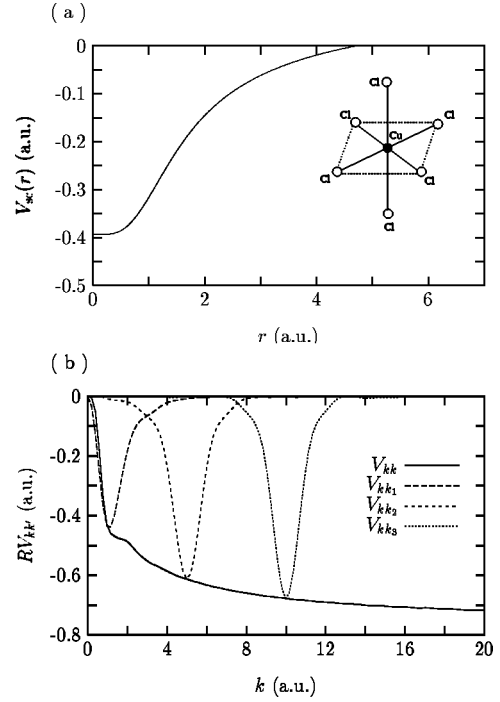 ( a )
0
-0.1
-0.2
-0.3
-0.4
-0.5
V_sc(r) (a.u.)
Cl
Cl
Cl
Cu
Cl
Cl
Cl
0 2 4 6
r (a.u.)
( b )
0
-0.2
-0.4
-0.6
-0.8
RV_kk' (a.u.)
V_kk
V_kk1
V_kk2
V_kk3
0 4 8 12 16 20
k (a.u.)